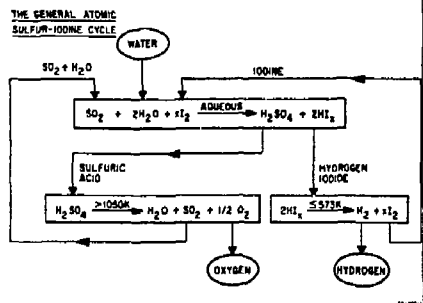 THE GENERAL ATOMIC
SULFUR-IODINE CYCLE
WATER
SO2 + H2O
IODINE
SO2 + 2H2O + xI2 AQUEOUS H2SO4 + 2HIx
SULFURIC
ACID
HYDROGEN
IODIDE
H2SO4 >1050K H2O + SO2 + 1/2 O2
2HIx ≤573K H2 + xI2
OXYGEN
HYDROGEN